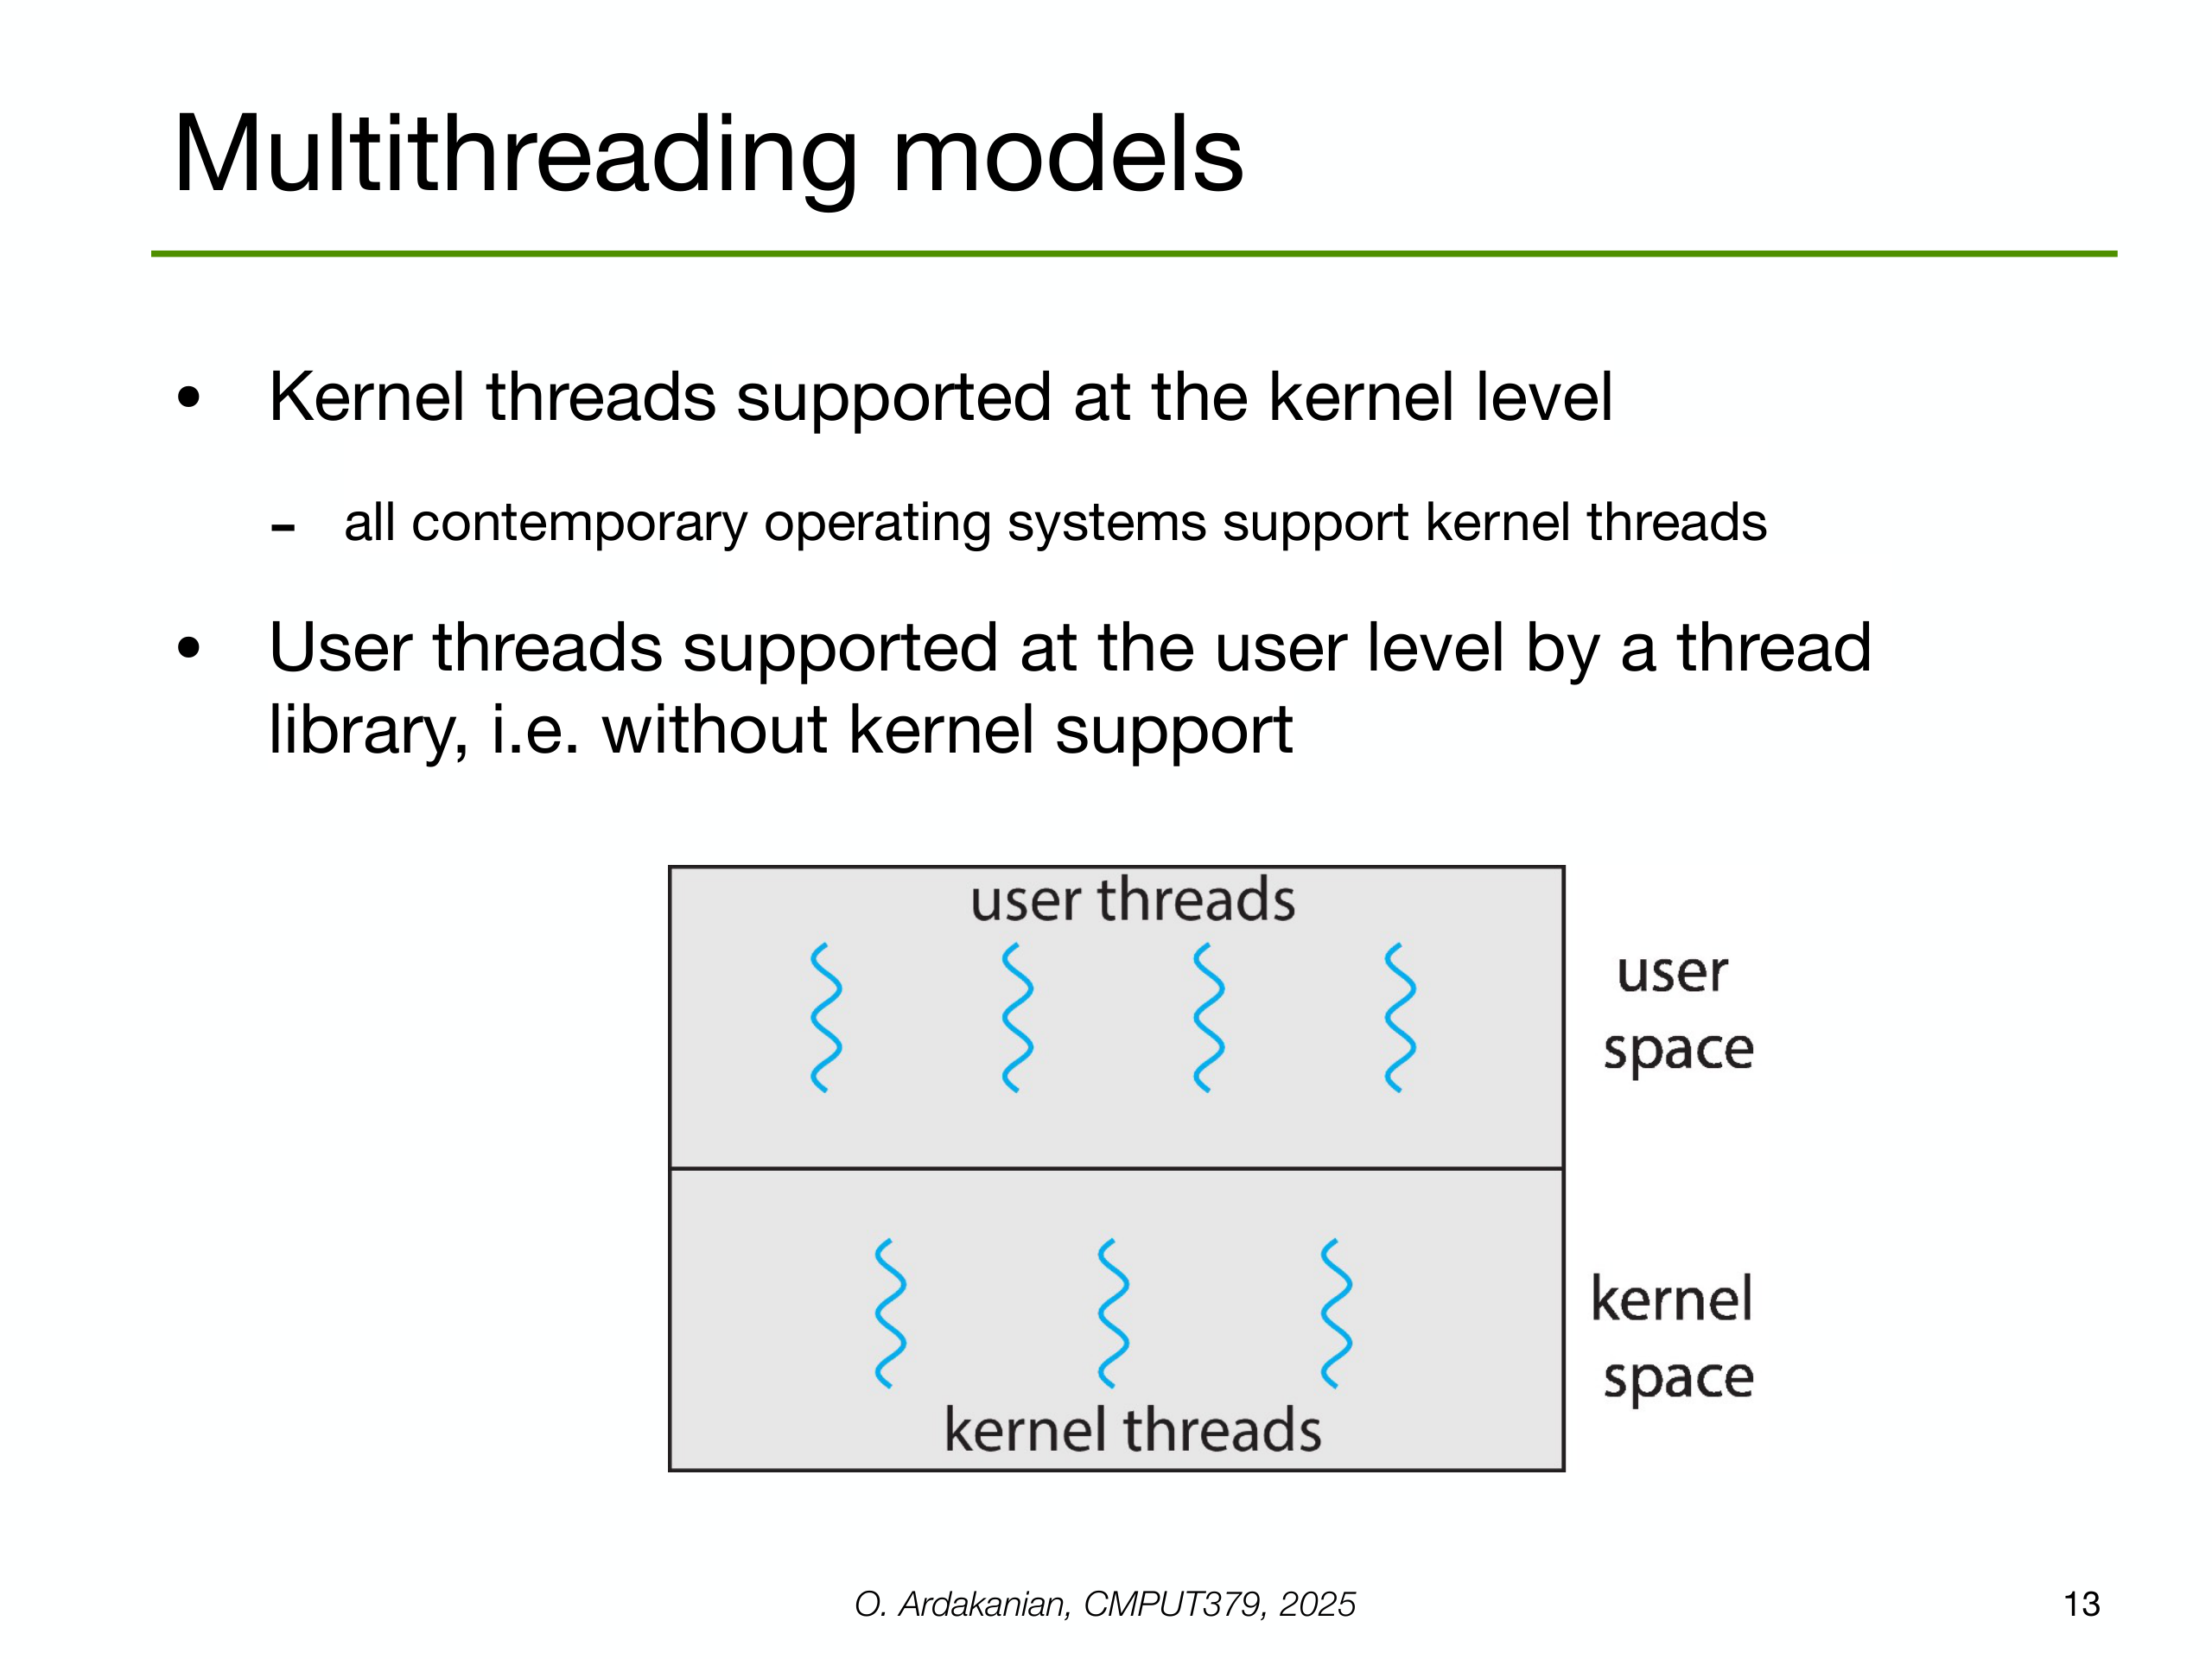 Multithreading models
• Kernel threads supported at the kernel level
- all contemporary operating systems support kernel threads
• User threads supported at the user level by a thread
library, i.e. without kernel support
user threads
user
space
kernel
space
kernel threads
O. Ardakanian, CMPUT379, 2025
13